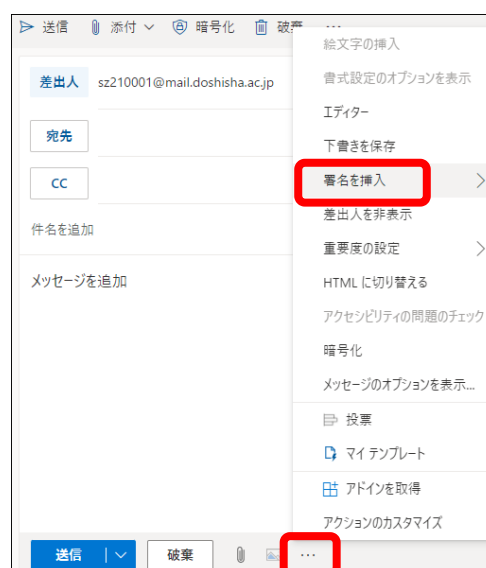 送信 添付 暗号化 破棄 ...
絵文字の挿入
差出人 sz210001@mail.doshisha.ac.jp
書式設定のオプションを表示
エディター
宛先
下書きを保存
CC
署名を挿入
差出人を非表示
件名を追加
重要度の設定
メッセージを追加
HTML に切り替える
アクセシビリティの問題のチェック
暗号化
メッセージのオプションを表示...
投票
マイ テンプレート
アドインを取得
アクションのカスタマイズ
送信 破棄 ...